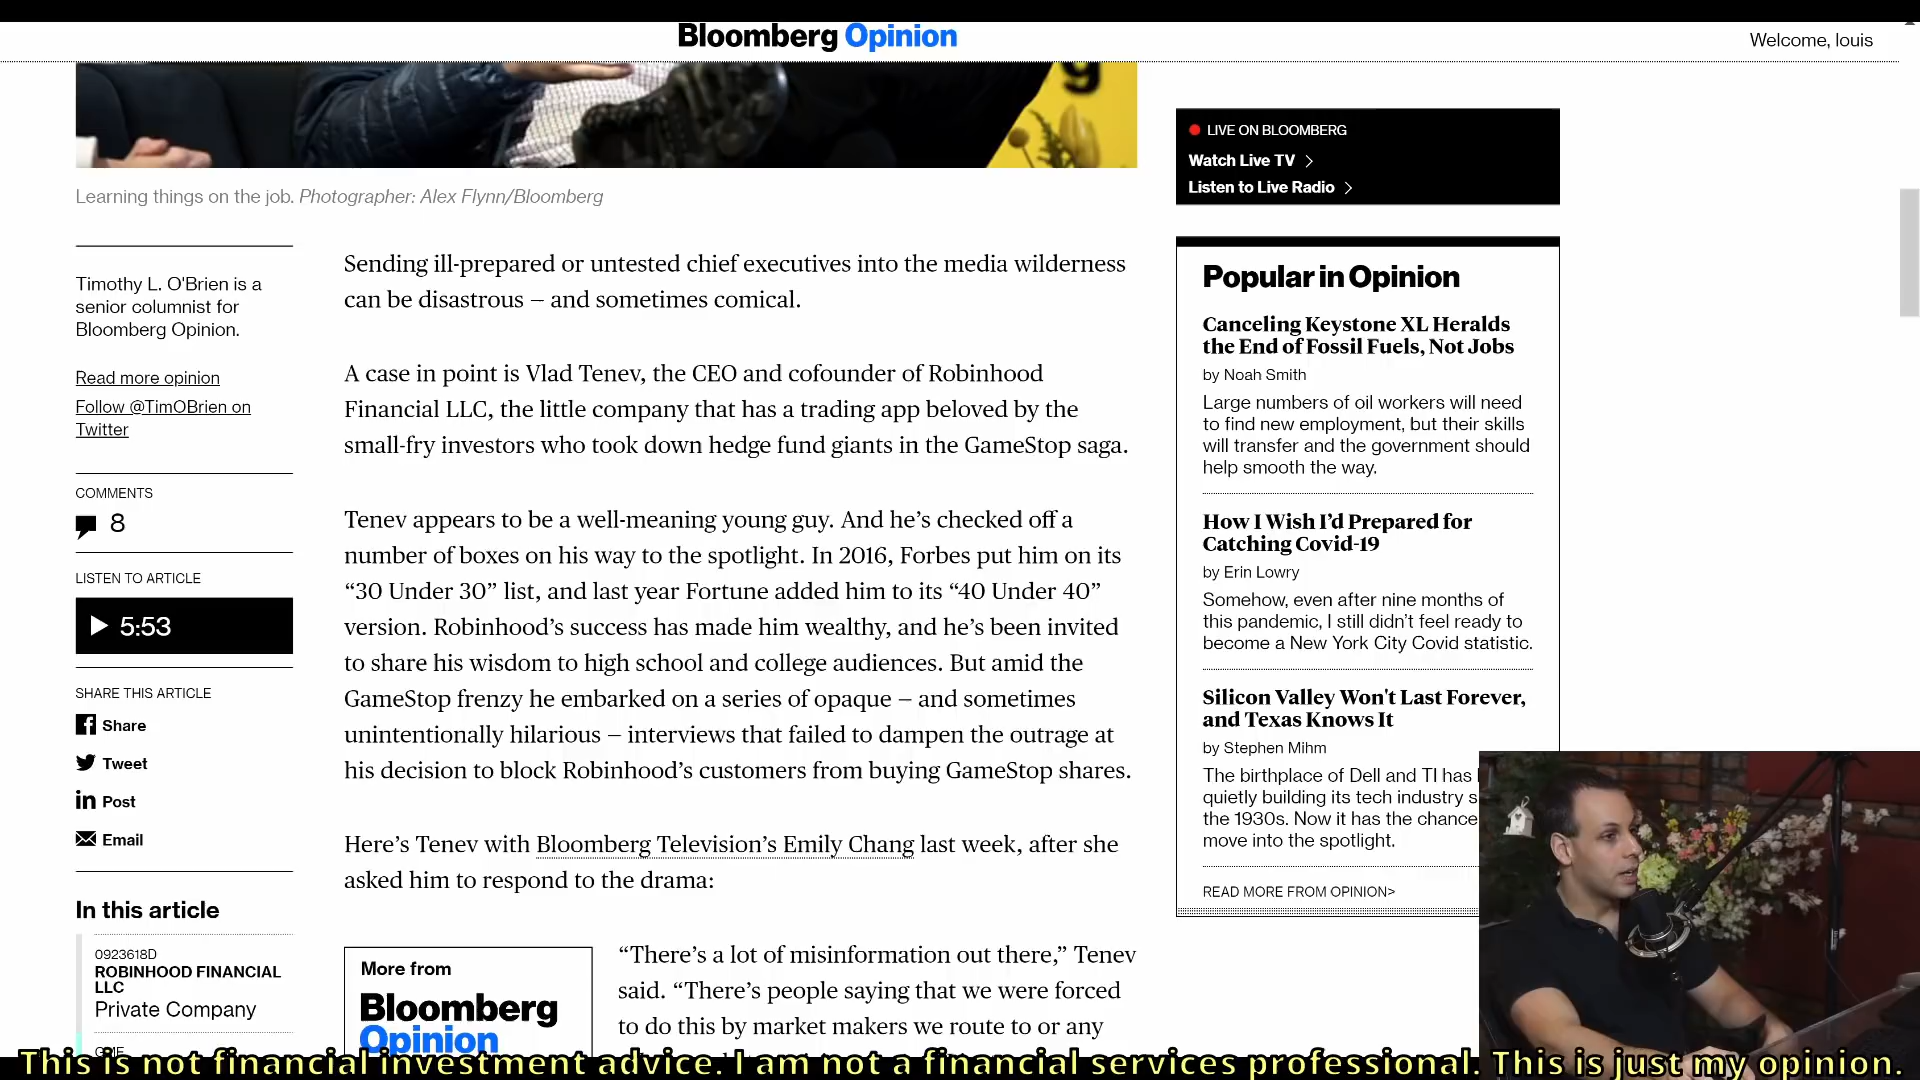 Bloomberg Opinion
Welcome, louis
Learning things on the job. Photographer: Alex Flynn/Bloomberg
Timothy L. O'Brien is a
senior columnist for
Bloomberg Opinion.
Read more opinion
Follow @TimOBrien on
Twitter
COMMENTS
8
LISTEN TO ARTICLE
5:53
SHARE THIS ARTICLE
Share
Tweet
Post
Email
In this article
0923618D
ROBINHOOD FINANCIAL
LLC
Private Company
GME
Sending ill-prepared or untested chief executives into the media wilderness
can be disastrous – and sometimes comical.
A case in point is Vlad Tenev, the CEO and cofounder of Robinhood
Financial LLC, the little company that has a trading app beloved by the
small-fry investors who took down hedge fund giants in the GameStop saga.
Tenev appears to be a well-meaning young guy. And he’s checked off a
number of boxes on his way to the spotlight. In 2016, Forbes put him on its
“30 Under 30” list, and last year Fortune added him to its “40 Under 40”
version. Robinhood’s success has made him wealthy, and he’s been invited
to share his wisdom to high school and college audiences. But amid the
GameStop frenzy he embarked on a series of opaque – and sometimes
unintentionally hilarious – interviews that failed to dampen the outrage at
his decision to block Robinhood’s customers from buying GameStop shares.
Here’s Tenev with Bloomberg Television’s Emily Chang last week, after she
asked him to respond to the drama:
More from
Bloomberg
Opinion
“There’s a lot of misinformation out there,” Tenev
said. “There’s people saying that we were forced
to do this by market makers we route to or any
LIVE ON BLOOMBERG
Watch Live TV >
Listen to Live Radio >
Popular in Opinion
Canceling Keystone XL Heralds
the End of Fossil Fuels, Not Jobs
by Noah Smith
Large numbers of oil workers will need
to find new employment, but their skills
will transfer and the government should
help smooth the way.
How I Wish I’d Prepared for
Catching Covid-19
by Erin Lowry
Somehow, even after nine months of
this pandemic, I still didn’t feel ready to
become a New York City Covid statistic.
Silicon Valley Won't Last Forever,
and Texas Knows It
by Stephen Mihm
The birthplace of Dell and TI has
quietly building its tech industry s
the 1930s. Now it has the chance
move into the spotlight.
READ MORE FROM OPINION>
This is not financial investment advice. I am not a financial services professional. This is just my opinion.